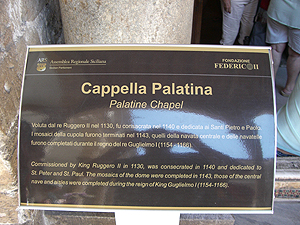 ARS Assemblea Regionale Siciliana
FONDAZIONE
FEDERICO II
Cappella Palatina
Palatine Chapel
Voluta dal re Ruggero II nel 1130, fu consacrata nel 1140 e dedicata ai Santi Pietro e Paolo.
I mosaici della cupola furono terminati nel 1143, quelli della navata centrale e delle navatelle
furono completati durante il regno del re Guglielmo I (1154-1166).
Commissioned by King Ruggero II in 1130, was consecrated in 1140 and dedicated to
St. Peter and St. Paul. The mosaics of the dome were completed in 1143, those of the central
nave and aisles were completed during the reign of King Guglielmo I (1154-1166).